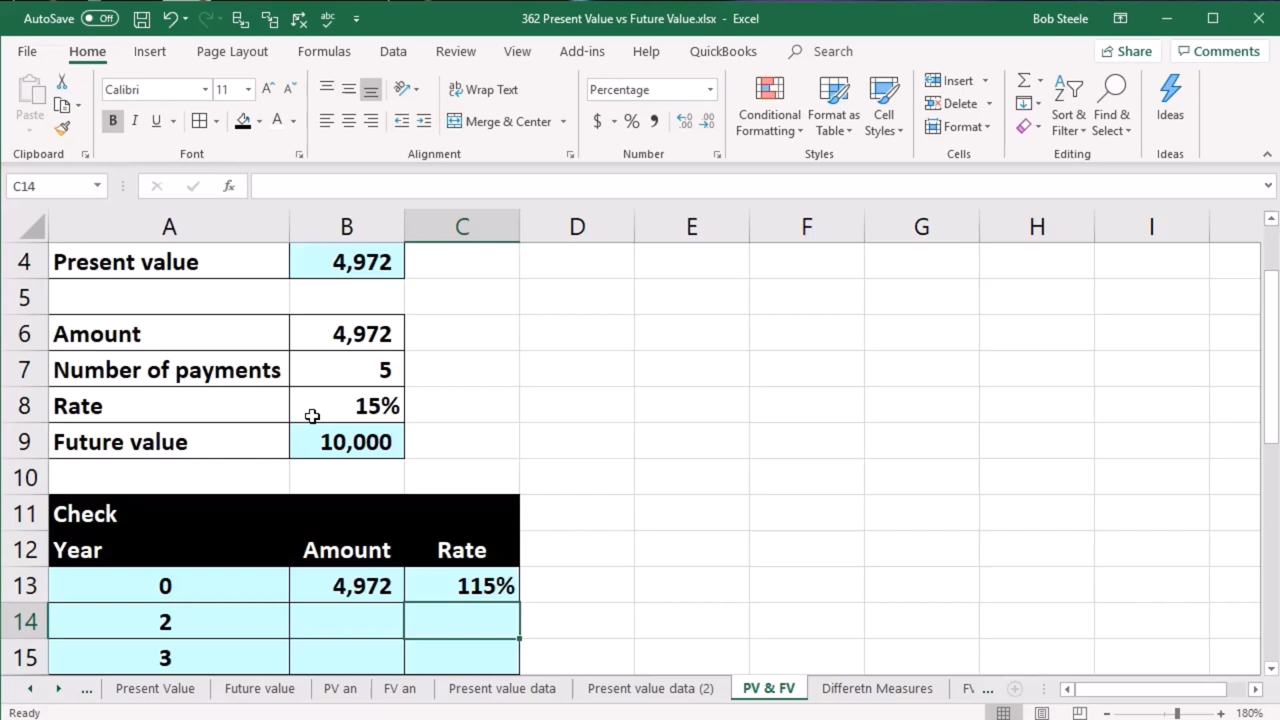 AutoSave Off 362 Present Value vs Future Value.xlsx - Excel Bob Steele
File Home Insert Page Layout Formulas Data Review View Add-ins Help QuickBooks Search Share Comments
Paste Calibri 11 Wrap Text Percentage Conditional Formatting Format as Table Cell Styles Insert Sort & Filter Find & Select Ideas
B I U A Merge & Center $ % Delete
Format
Clipboard Font Alignment Number Styles Cells Editing Ideas
C14 fx
A B C D E F G H I
4 Present value 4,972
5
6 Amount 4,972
7 Number of payments 5
8 Rate 15%
9 Future value 10,000
10
11 Check
12 Year Amount Rate
13 0 4,972 115%
14 2
15 3
... Present Value Future value PV an FV an Present value data Present value data (2) PV & FV Differetn Measures FV ...
Ready 180%